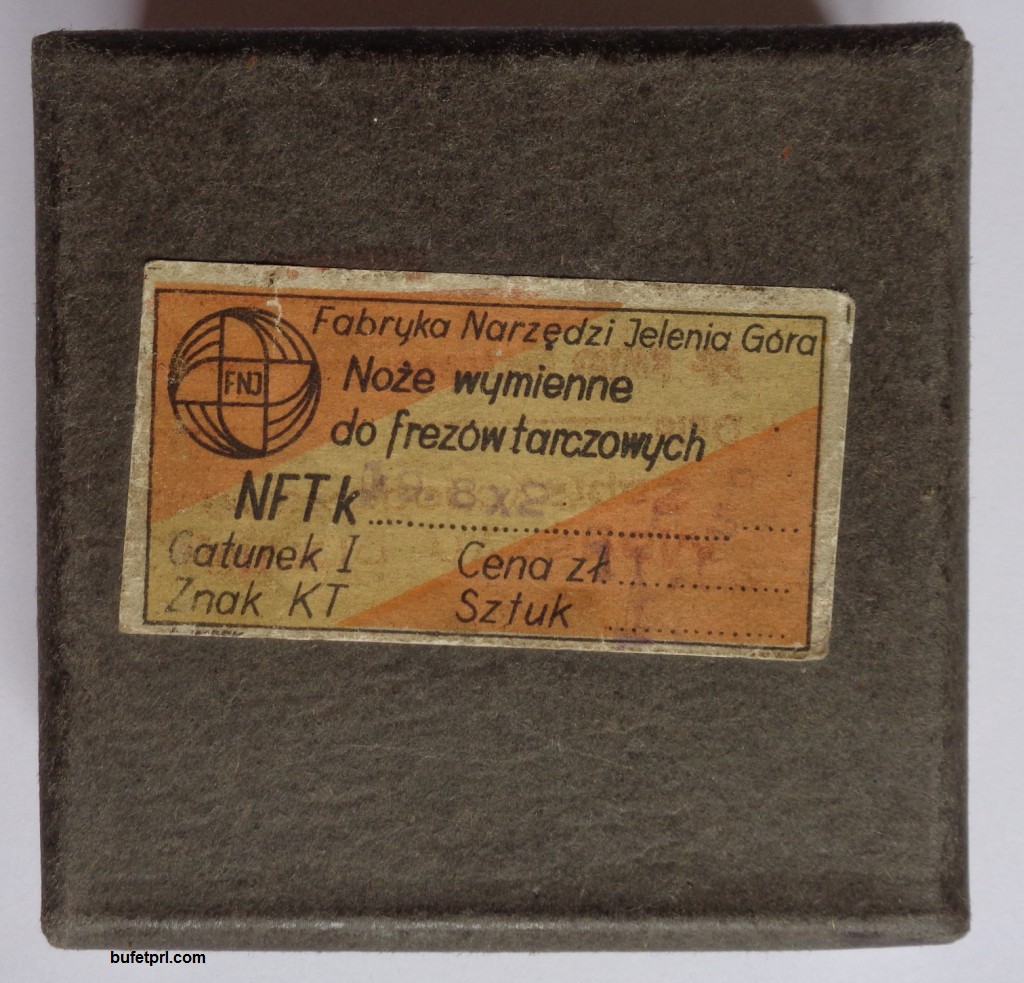 FNJ
Fabryka Narzędzi Jelenia Góra
Noże wymienne
do frezów tarczowych
NFTk
Gatunek I Cena zł
Znak KT Sztuk
bufetprl.com